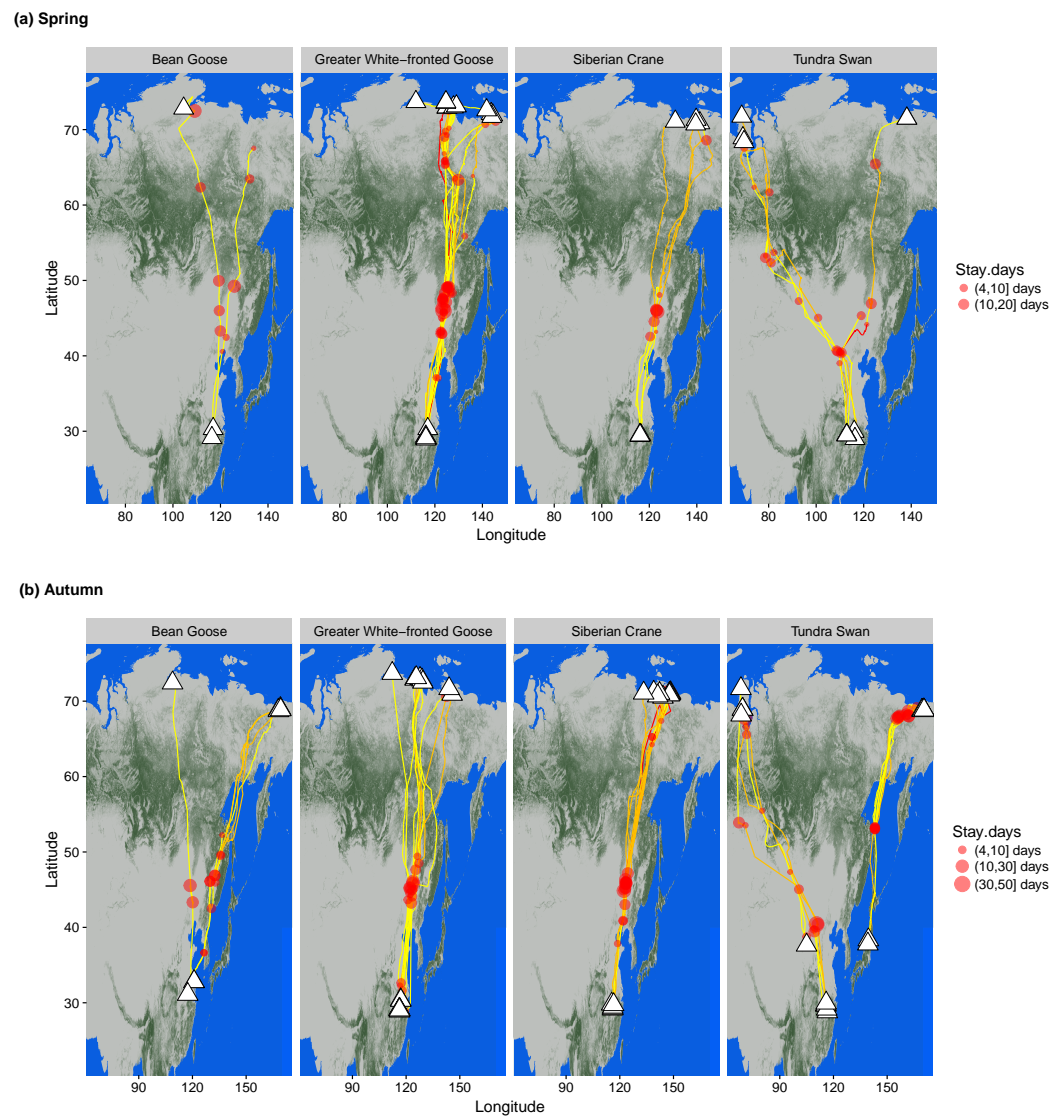 (a) Spring
Bean Goose
Greater White−fronted Goose
Siberian Crane
Tundra Swan
70
60
50
40
30
Latitude
80 100 120 140
80 100 120 140
80 100 120 140
80 100 120 140
Longitude
Stay.days
(4,10] days
(10,20] days
(b) Autumn
Bean Goose
Greater White−fronted Goose
Siberian Crane
Tundra Swan
70
60
50
40
30
Latitude
90 120 150
90 120 150
90 120 150
90 120 150
Longitude
Stay.days
(4,10] days
(10,30] days
(30,50] days